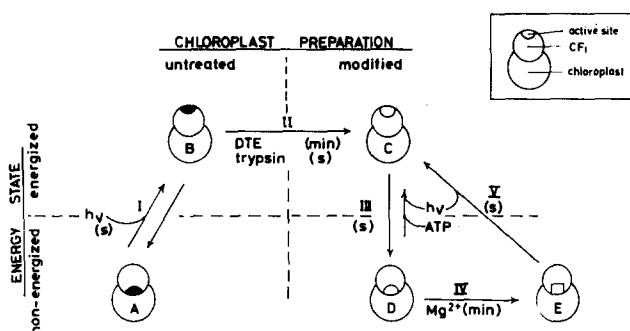 CHLOROPLAST PREPARATION
untreated modified
active site
CF₁
chloroplast
ENERGY STATE
non-energized energized
B
II
DTE (min)
trypsin (s)
C
I
hν
(s)
III
(s)
hν
ATP
V
(s)
A
D
IV
Mg²⁺(min)
E